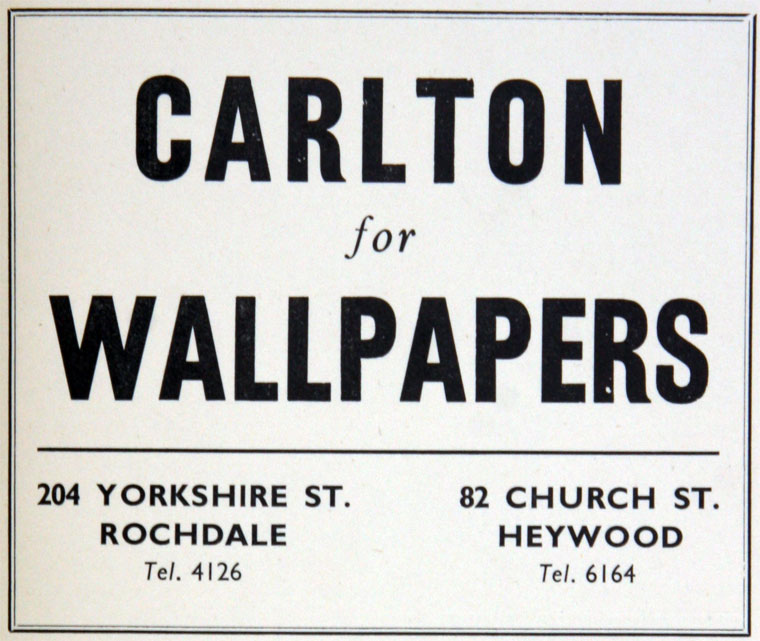 CARLTON
for
WALLPAPERS
204 YORKSHIRE ST.
ROCHDALE
Tel. 4126
82 CHURCH ST.
HEYWOOD
Tel. 6164